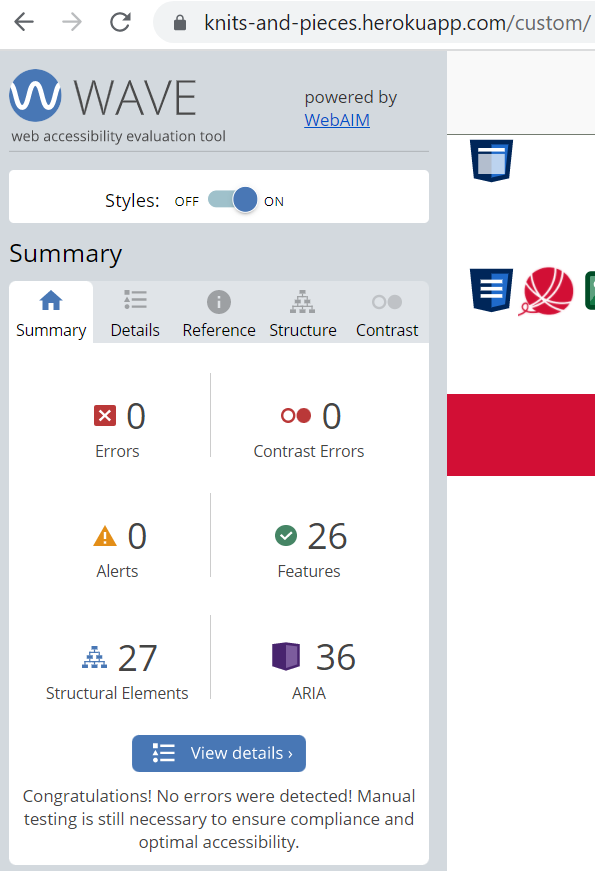 knits-and-pieces.herokuapp.com/custom/
WAVE
web accessibility evaluation tool
powered by
WebAIM
Styles: OFF ON
Summary
Summary Details Reference Structure Contrast
0 0
Errors Contrast Errors
0 26
Alerts Features
27 36
Structural Elements ARIA
View details ›
Congratulations! No errors were detected! Manual
testing is still necessary to ensure compliance and
optimal accessibility.